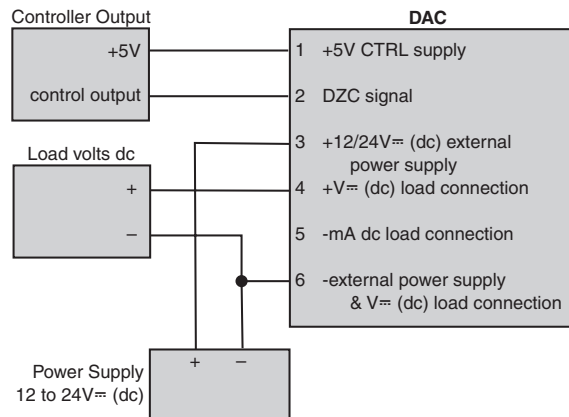 Controller Output
+5V
control output
Load volts dc
+
–
Power Supply
12 to 24V⎓ (dc)
+ –
DAC
1 +5V CTRL supply
2 DZC signal
3 +12/24V⎓ (dc) external
power supply
4 +V⎓ (dc) load connection
5 -mA dc load connection
6 -external power supply
& V⎓ (dc) load connection